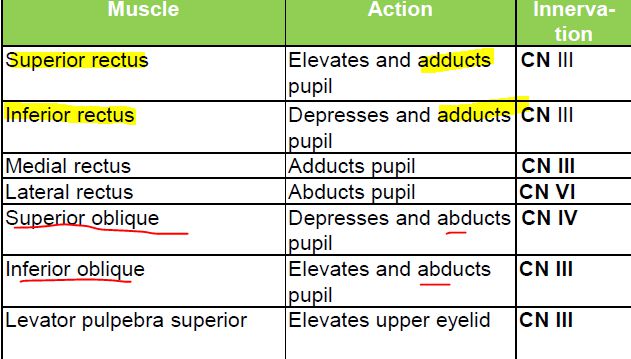 Muscle Action Innerva-
tion
Superior rectus Elevates and adducts CN III
pupil
Inferior rectus Depresses and adducts CN III
pupil
Medial rectus Adducts pupil CN III
Lateral rectus Abducts pupil CN VI
Superior oblique Depresses and abducts CN IV
pupil
Inferior oblique Elevates and abducts CN III
pupil
Levator pulpebra superior Elevates upper eyelid CN III